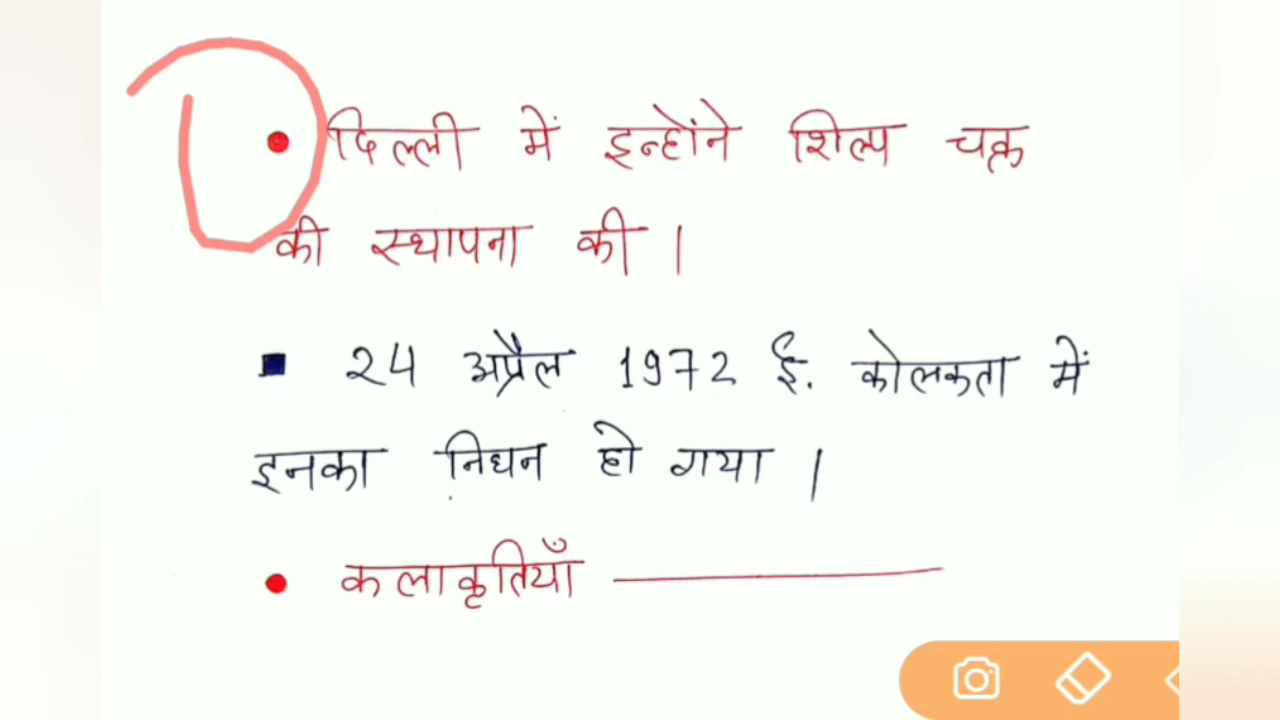 दिल्ली में इन्होंने शिल्प चक्र
की स्थापना की ।
24 अप्रैल 1972 ई. कोलकता में
इनका निधन हो गया ।
कलाकृतियाँ